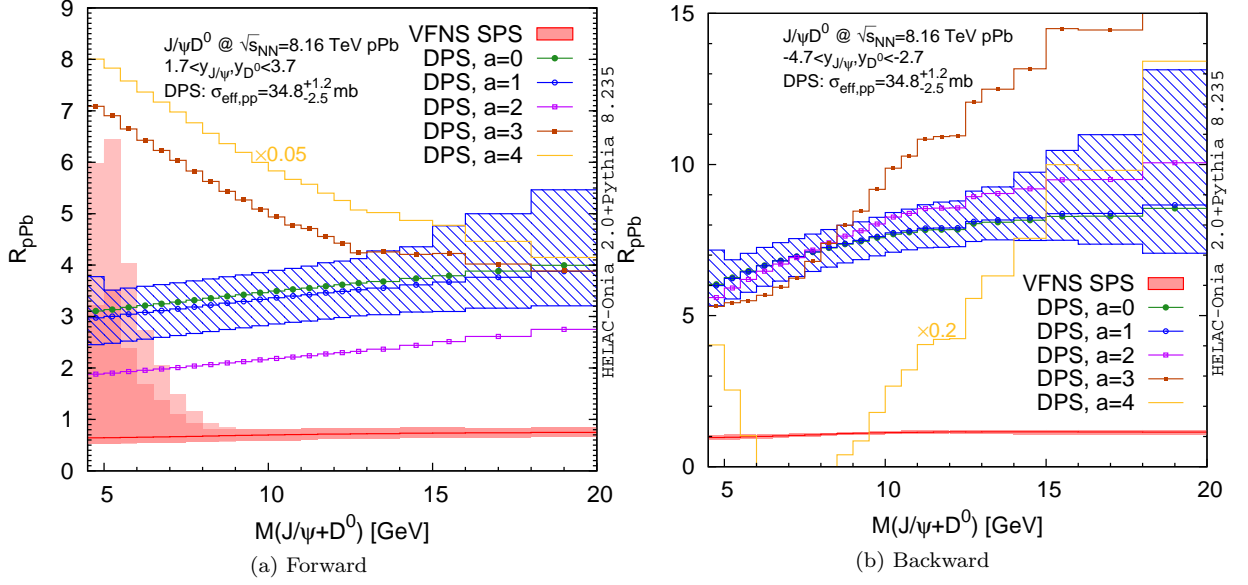 J/ψD⁰ @ √s_NN=8.16 TeV pPb
1.7<y_J/ψ,y_D⁰<3.7
DPS: σ_eff,pp=34.8 +1.2 -2.5 mb
VFNS SPS
DPS, a=0
DPS, a=1
DPS, a=2
DPS, a=3
DPS, a=4
×0.05
R_pPb
9
8
7
6
5
4
3
2
1
0
5
10
15
20
M(J/ψ+D⁰) [GeV]
HELAC-Onia 2.0+Pythia 8.235
(a) Forward
J/ψD⁰ @ √s_NN=8.16 TeV pPb
-4.7<y_J/ψ,y_D⁰<-2.7
DPS: σ_eff,pp=34.8 +1.2 -2.5 mb
VFNS SPS
DPS, a=0
DPS, a=1
DPS, a=2
DPS, a=3
DPS, a=4
×0.2
R_pPb
15
10
5
0
5
10
15
20
M(J/ψ+D⁰) [GeV]
HELAC-Onia 2.0+Pythia 8.235
(b) Backward